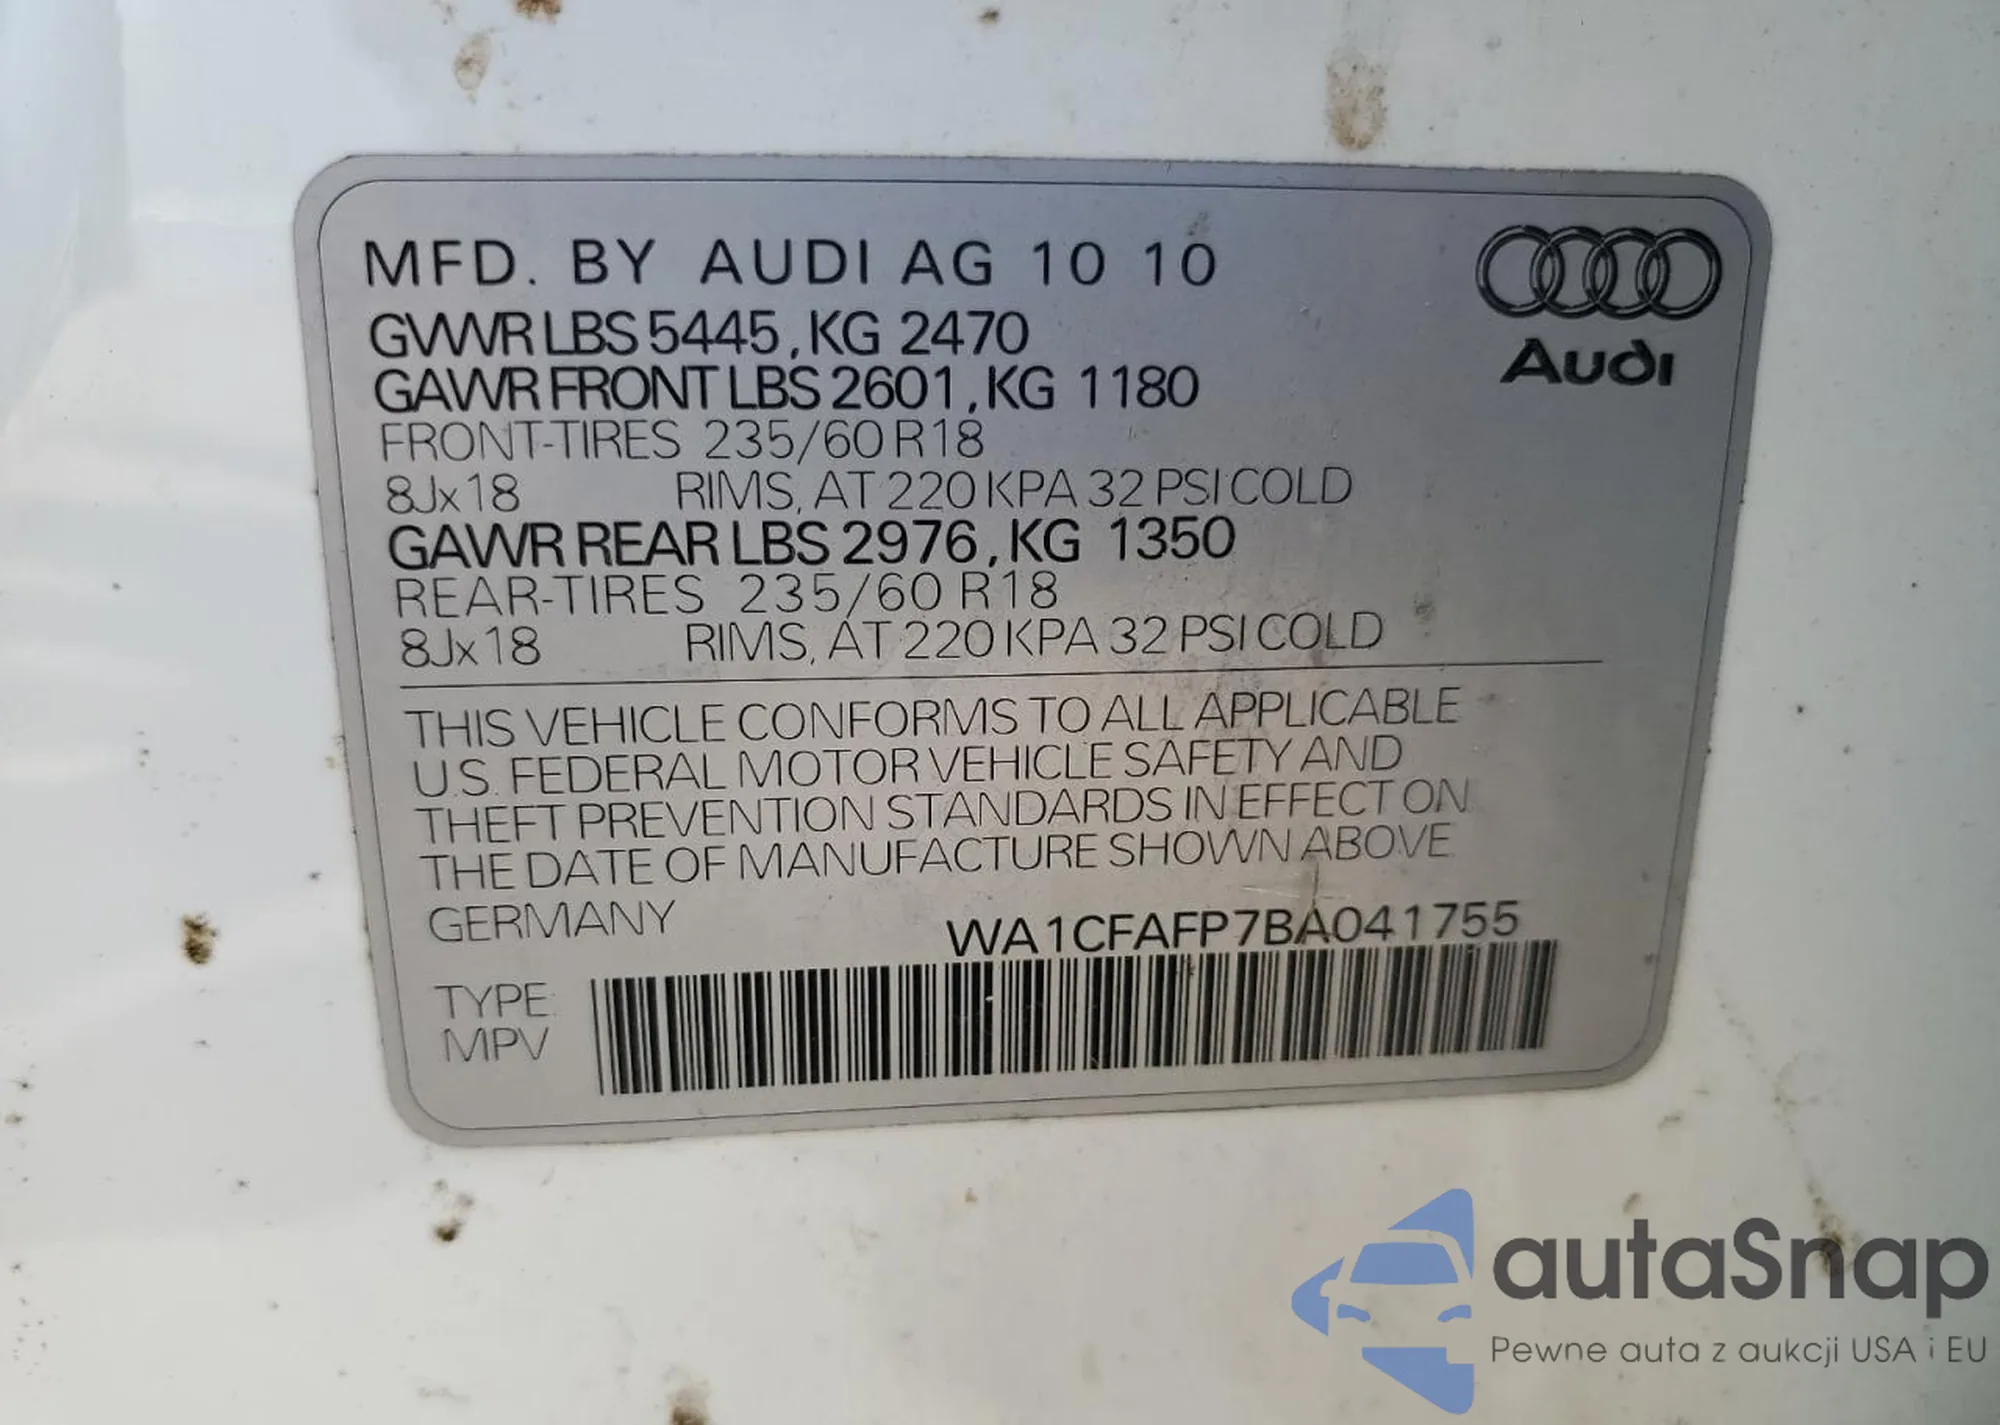 MFD. BY AUDI AG 10 10
GVWR LBS 5445, KG 2470
GAWR FRONT LBS 2601, KG 1180
FRONT-TIRES 235/60 R18
8Jx18 RIMS, AT 220 KPA 32 PSI COLD
GAWR REAR LBS 2976, KG 1350
REAR-TIRES 235/60 R18
8Jx18 RIMS, AT 220 KPA 32 PSI COLD
Audi
THIS VEHICLE CONFORMS TO ALL APPLICABLE
U.S. FEDERAL MOTOR VEHICLE SAFETY AND
THEFT PREVENTION STANDARDS IN EFFECT ON
THE DATE OF MANUFACTURE SHOWN ABOVE
GERMANY WA1CFAFP7BA041755
TYPE:
MPV
autaSnap
Pewne auta z aukcji USA i EU